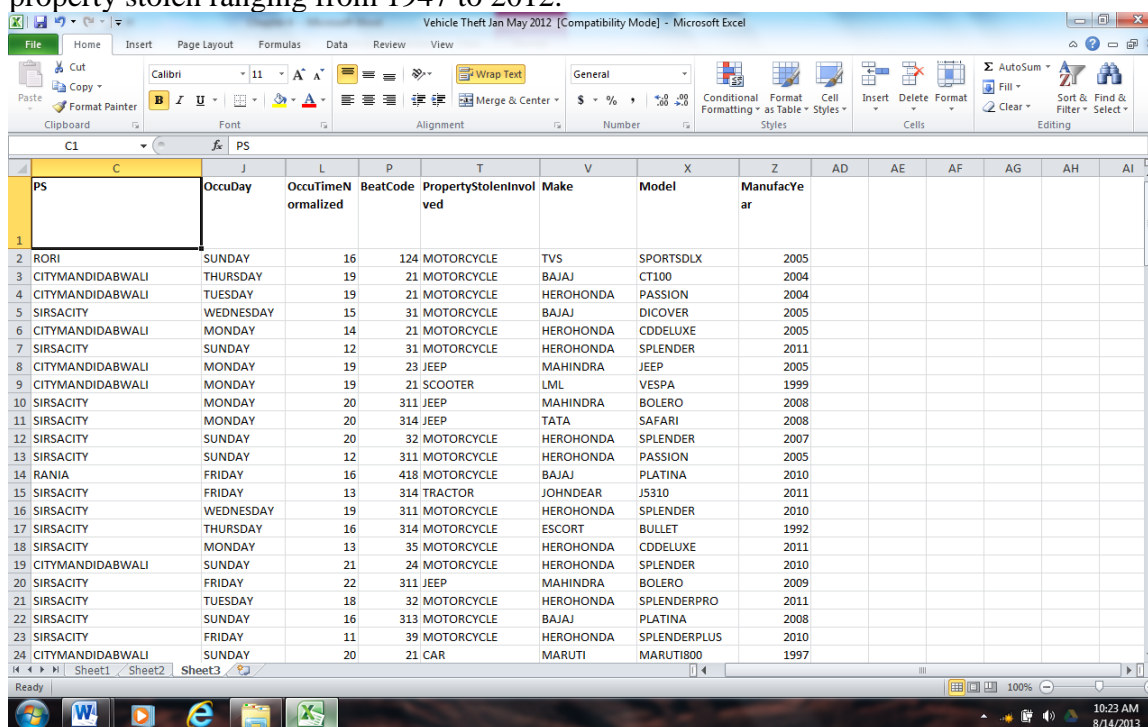 property stolen ranging from 1947 to 2012.
Vehicle Theft Jan May 2012 [Compatibility Mode] - Microsoft Excel
File Home Insert Page Layout Formulas Data Review View
Cut Calibri 11 Wrap Text General Σ AutoSum
Copy Fill
Paste Format Painter B I U A Merge & Center $ % , Conditional Formatting Format as Table Cell Styles Insert Delete Format Clear Sort & Filter Find & Select
Clipboard Font Alignment Number Styles Cells Editing
C1 fx PS
C J L P T V X Z AD AE AF AG AH AI
1 PS OccuDay OccuTimeN BeatCode PropertyStolenInvol Make Model ManufacYe
ormalized ved ar
2 RORI SUNDAY 16 124 MOTORCYCLE TVS SPORTSDLX 2005
3 CITYMANDIDABWALI THURSDAY 19 21 MOTORCYCLE BAJAJ CT100 2004
4 CITYMANDIDABWALI TUESDAY 19 21 MOTORCYCLE HEROHONDA PASSION 2004
5 SIRSACITY WEDNESDAY 15 31 MOTORCYCLE BAJAJ DICOVER 2005
6 CITYMANDIDABWALI MONDAY 14 21 MOTORCYCLE HEROHONDA CDDELUXE 2005
7 SIRSACITY SUNDAY 12 31 MOTORCYCLE HEROHONDA SPLENDER 2011
8 CITYMANDIDABWALI MONDAY 19 23 JEEP MAHINDRA JEEP 2005
9 CITYMANDIDABWALI MONDAY 19 21 SCOOTER LML VESPA 1999
10 SIRSACITY MONDAY 20 311 JEEP MAHINDRA BOLERO 2008
11 SIRSACITY MONDAY 20 314 JEEP TATA SAFARI 2008
12 SIRSACITY SUNDAY 20 32 MOTORCYCLE HEROHONDA SPLENDER 2007
13 SIRSACITY SUNDAY 12 311 MOTORCYCLE HEROHONDA PASSION 2005
14 RANIA FRIDAY 16 418 MOTORCYCLE BAJAJ PLATINA 2010
15 SIRSACITY FRIDAY 13 314 TRACTOR JOHNDEAR J5310 2011
16 SIRSACITY WEDNESDAY 19 311 MOTORCYCLE HEROHONDA SPLENDER 2010
17 SIRSACITY THURSDAY 16 314 MOTORCYCLE ESCORT BULLET 1992
18 SIRSACITY MONDAY 13 35 MOTORCYCLE HEROHONDA CDDELUXE 2011
19 CITYMANDIDABWALI SUNDAY 21 24 MOTORCYCLE HEROHONDA SPLENDER 2010
20 SIRSACITY FRIDAY 22 311 JEEP MAHINDRA BOLERO 2009
21 SIRSACITY TUESDAY 18 32 MOTORCYCLE HEROHONDA SPLENDERPRO 2011
22 SIRSACITY SUNDAY 16 313 MOTORCYCLE BAJAJ PLATINA 2008
23 SIRSACITY FRIDAY 11 39 MOTORCYCLE HEROHONDA SPLENDERPLUS 2010
24 CITYMANDIDABWALI SUNDAY 20 21 CAR MARUTI MARUTI800 1997
Sheet1 Sheet2 Sheet3
Ready 100%
10:23 AM
8/14/2013